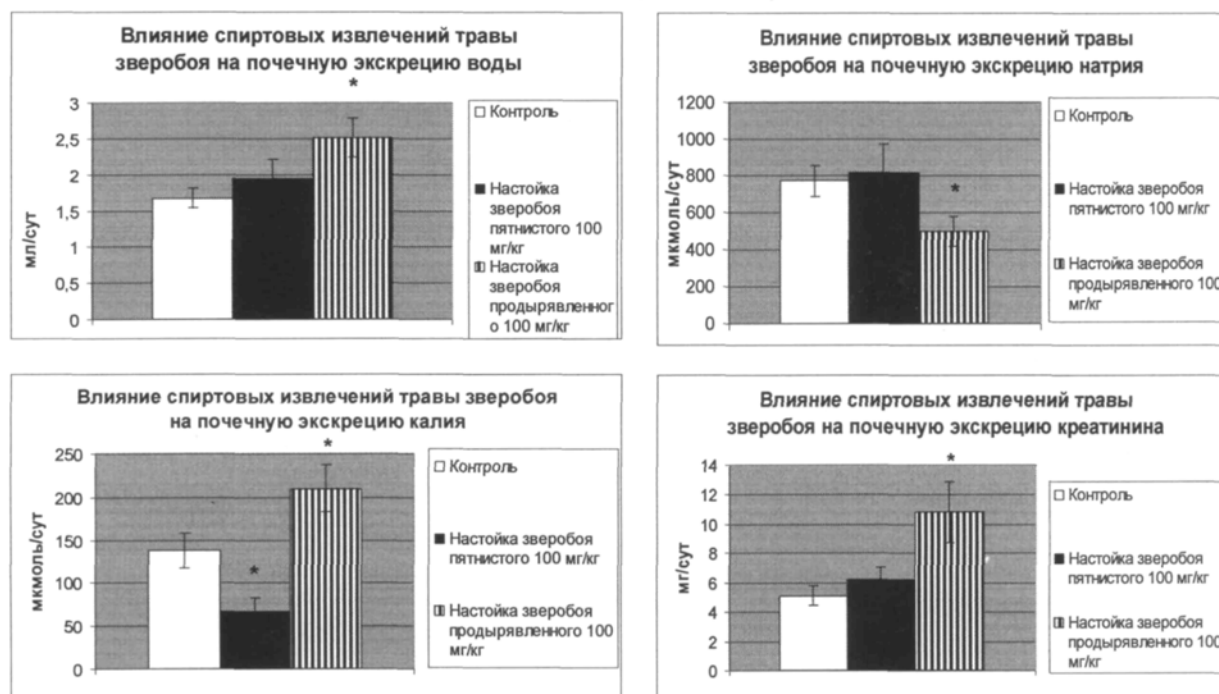 Влияние спиртовых извлечений травы
зверобоя на почечную экскрецию воды
*
3
2,5
2
1,5
1
0,5
0
мл/сут
Контроль
Настойка
зверобоя
пятнистого 100
мг/кг
Настойка
зверобоя
продырявленног
о 100 мг/кг
Влияние спиртовых извлечений травы
зверобоя на почечную экскрецию натрия
1200
1000
800
600
400
200
0
мкмоль/сут
*
Контроль
Настойка зверобоя
пятнистого 100 мг/кг
Настойка зверобоя
продырявленного 100
мг/кг
Влияние спиртовых извлечений травы зверобоя
на почечную экскрецию калия
*
250
200
150
100
50
0
мкмоль/сут
*
Контроль
Настойка зверобоя
пятнистого 100 мг/кг
Настойка зверобоя
продырявленного 100
мг/кг
Влияние спиртовых извлечений травы
зверобоя на почечную экскрецию креатинина
*
14
12
10
8
6
4
2
0
мг/сут
Контроль
Настойка зверобоя
пятнистого 100 мг/кг
Настойка зверобоя
продырявленного 100
мг/кг